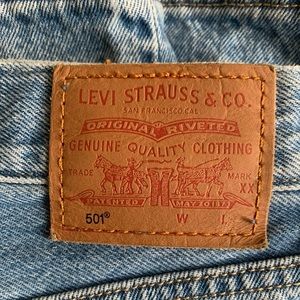 LEVI STRAUSS & CO.
SAN FRANCISCO, CAL
ORIGINAL RIVETED
GENUINE QUALITY CLOTHING
TRADE MARK
XX
PATENTED MAY 20 1873
501® W L